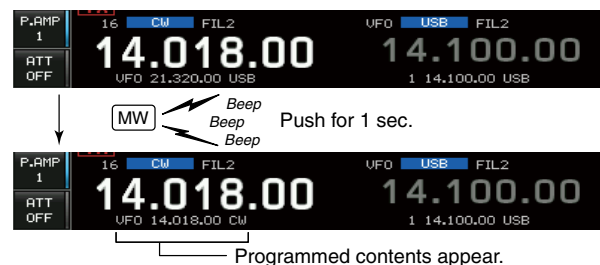 P.AMP
1
16 CW FIL2
VFO USB FIL2
14.018.00
14.100.00
ATT
OFF
VFO 21.320.00 USB
1 14.100.00 USB
MW
Beep
Beep
Beep
Push for 1 sec.
P.AMP
1
16 CW FIL2
VFO USB FIL2
14.018.00
14.100.00
ATT
OFF
VFO 14.018.00 CW
1 14.100.00 USB
Programmed contents appear.